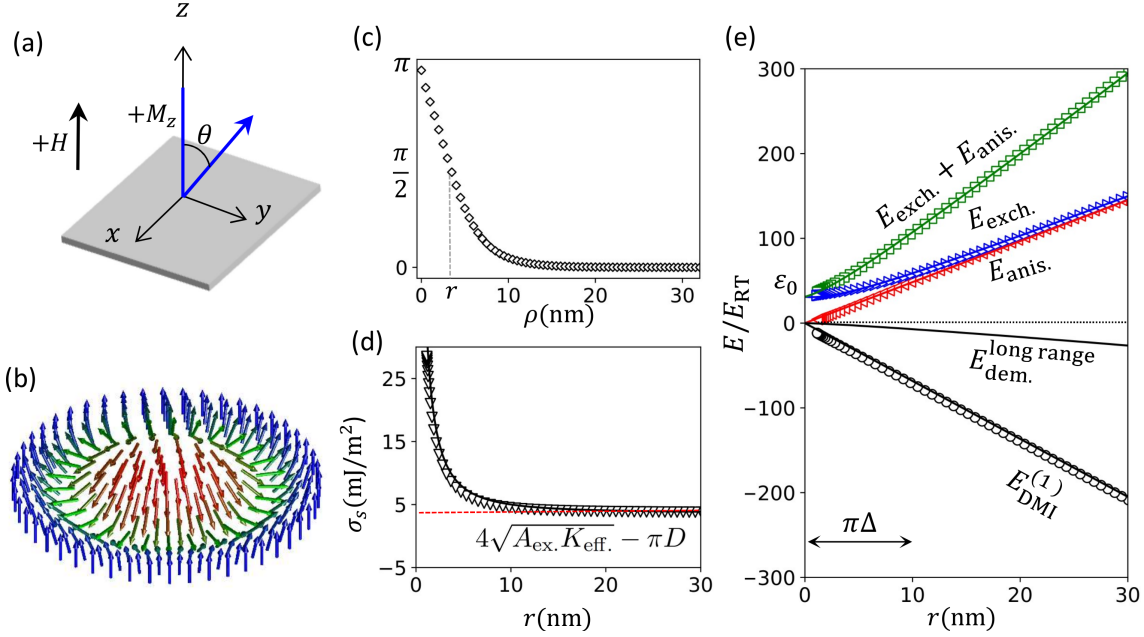 (a)
z
+H
+M_z
θ
x
y
(b)
(c)
π
π/2
0
0
r
10
20
30
ρ(nm)
(d)
σ_s(mJ/m²)
25
15
5
−5
4√A_ex.K_eff. − πD
0
10
20
30
r(nm)
(e)
E/E_RT
300
200
100
ε₀
0
−100
−200
−300
E_exch. + E_anis.
E_exch.
E_anis.
E_dem.^long range
E_DMI^(1)
πΔ
0
10
20
30
r(nm)